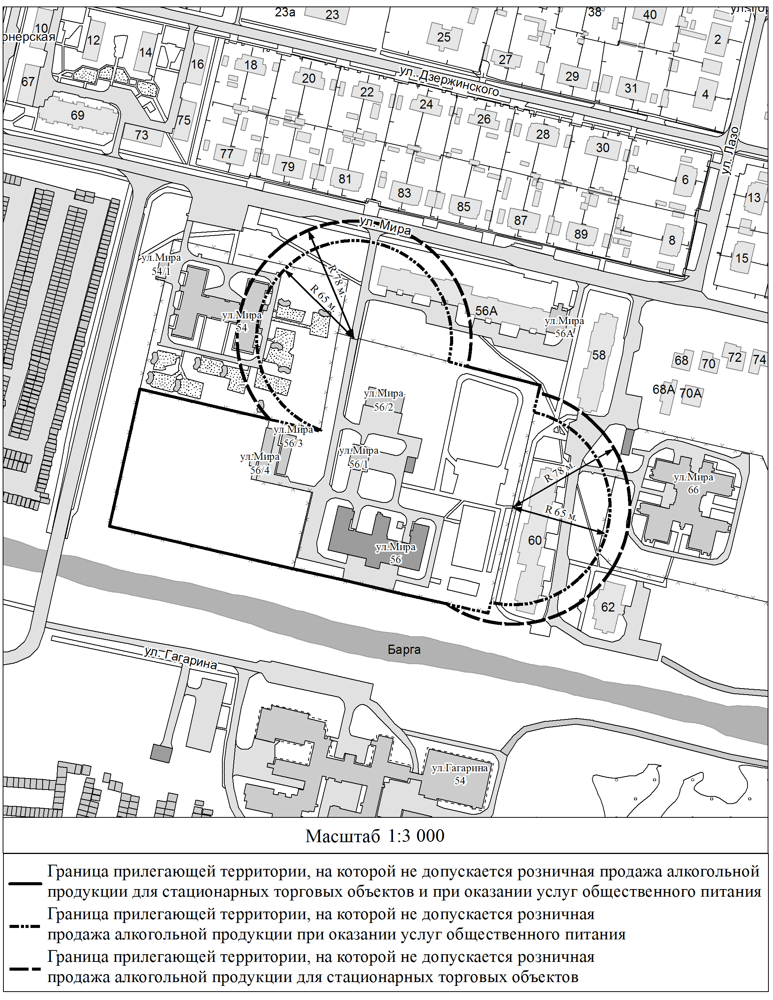 23а
23
38
40
ул. Гор
10
онерская
12
14
16
25
27
2
67
18
20
22
ул. Дзержинского
29
31
4
69
73
75
24
26
28
30
ул. Лазо
77
79
81
83
85
87
89
6
8
13
15
ул. Мира
ул.Мира
54/1
R 78 м.
R 65 м.
ул.Мира
54
56А
ул.Мира
56А
58
68
70
72
74
68А
70А
ул.Мира
56/2
ул.Мира
56/3
ул.Мира
56/4
ул.Мира
56/1
R 78 м.
R 65 м.
ул.Мира
66
60
ул.Мира
56
62
Барга
ул. Гагарина
ул.Гагарина
54
Масштаб 1:3 000
Граница прилегающей территории, на которой не допускается розничная продажа алкогольной
продукции для стационарных торговых объектов и при оказании услуг общественного питания
Граница прилегающей территории, на которой не допускается розничная
продажа алкогольной продукции при оказании услуг общественного питания
Граница прилегающей территории, на которой не допускается розничная
продажа алкогольной продукции для стационарных торговых объектов